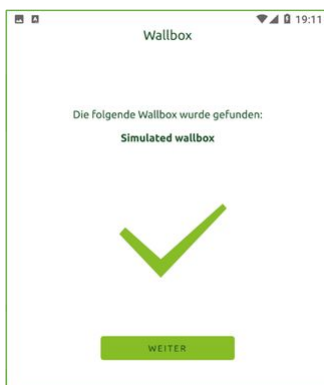 19:11
Wallbox
Die folgende Wallbox wurde gefunden:
Simulated wallbox
WEITER